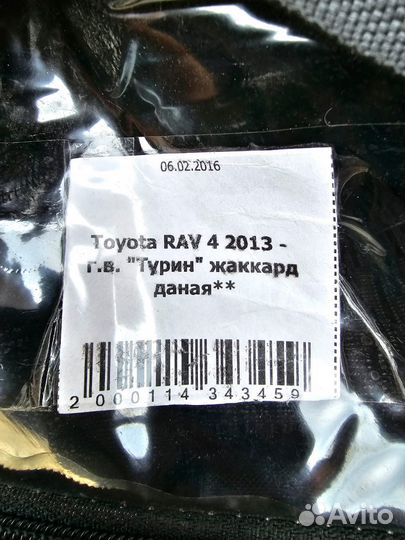 06.02.2016
Toyota RAV 4 2013 -
г.в. "Турин" жаккард
даная**
2 000114 343459
Avito